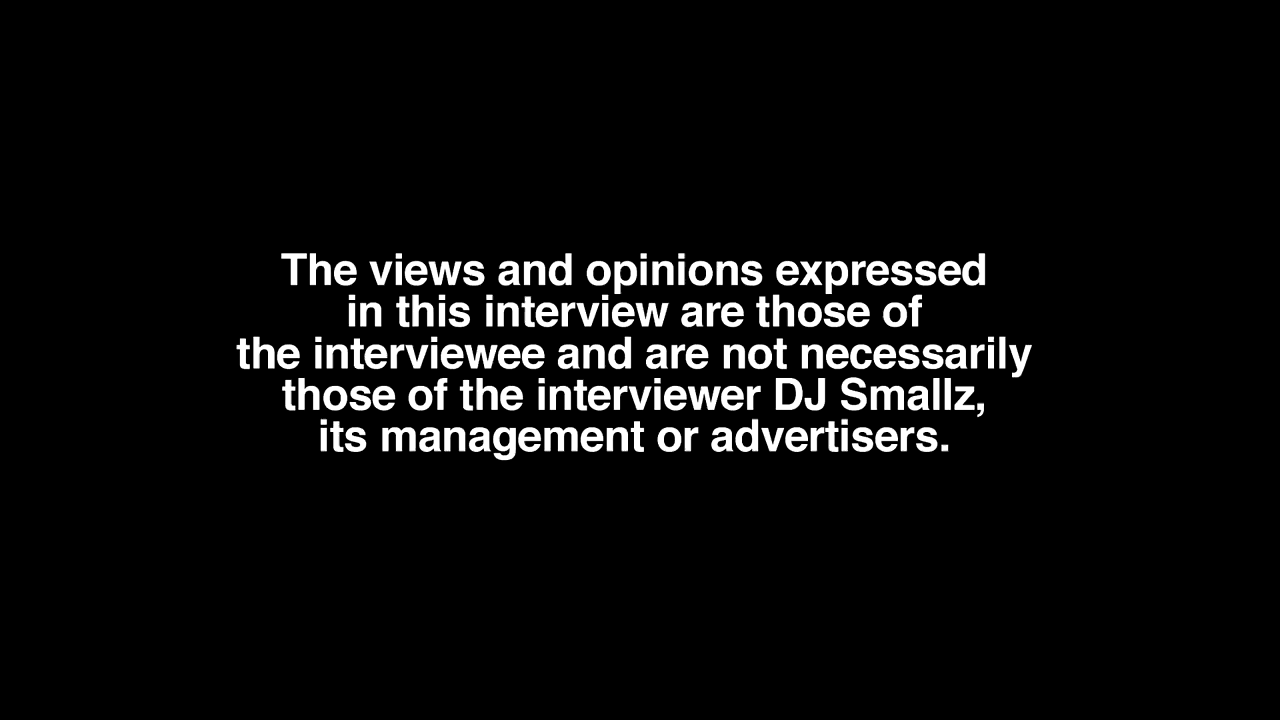 The views and opinions expressed
in this interview are those of
the interviewee and are not necessarily
those of the interviewer DJ Smallz,
its management or advertisers.